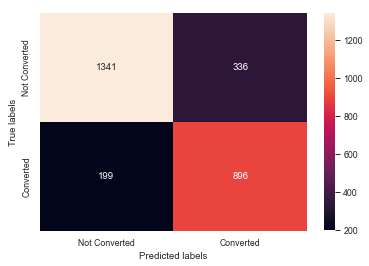 True labels
Not Converted
Converted
1341
336
199
896
Not Converted
Converted
Predicted labels
1200
1000
800
600
400
200